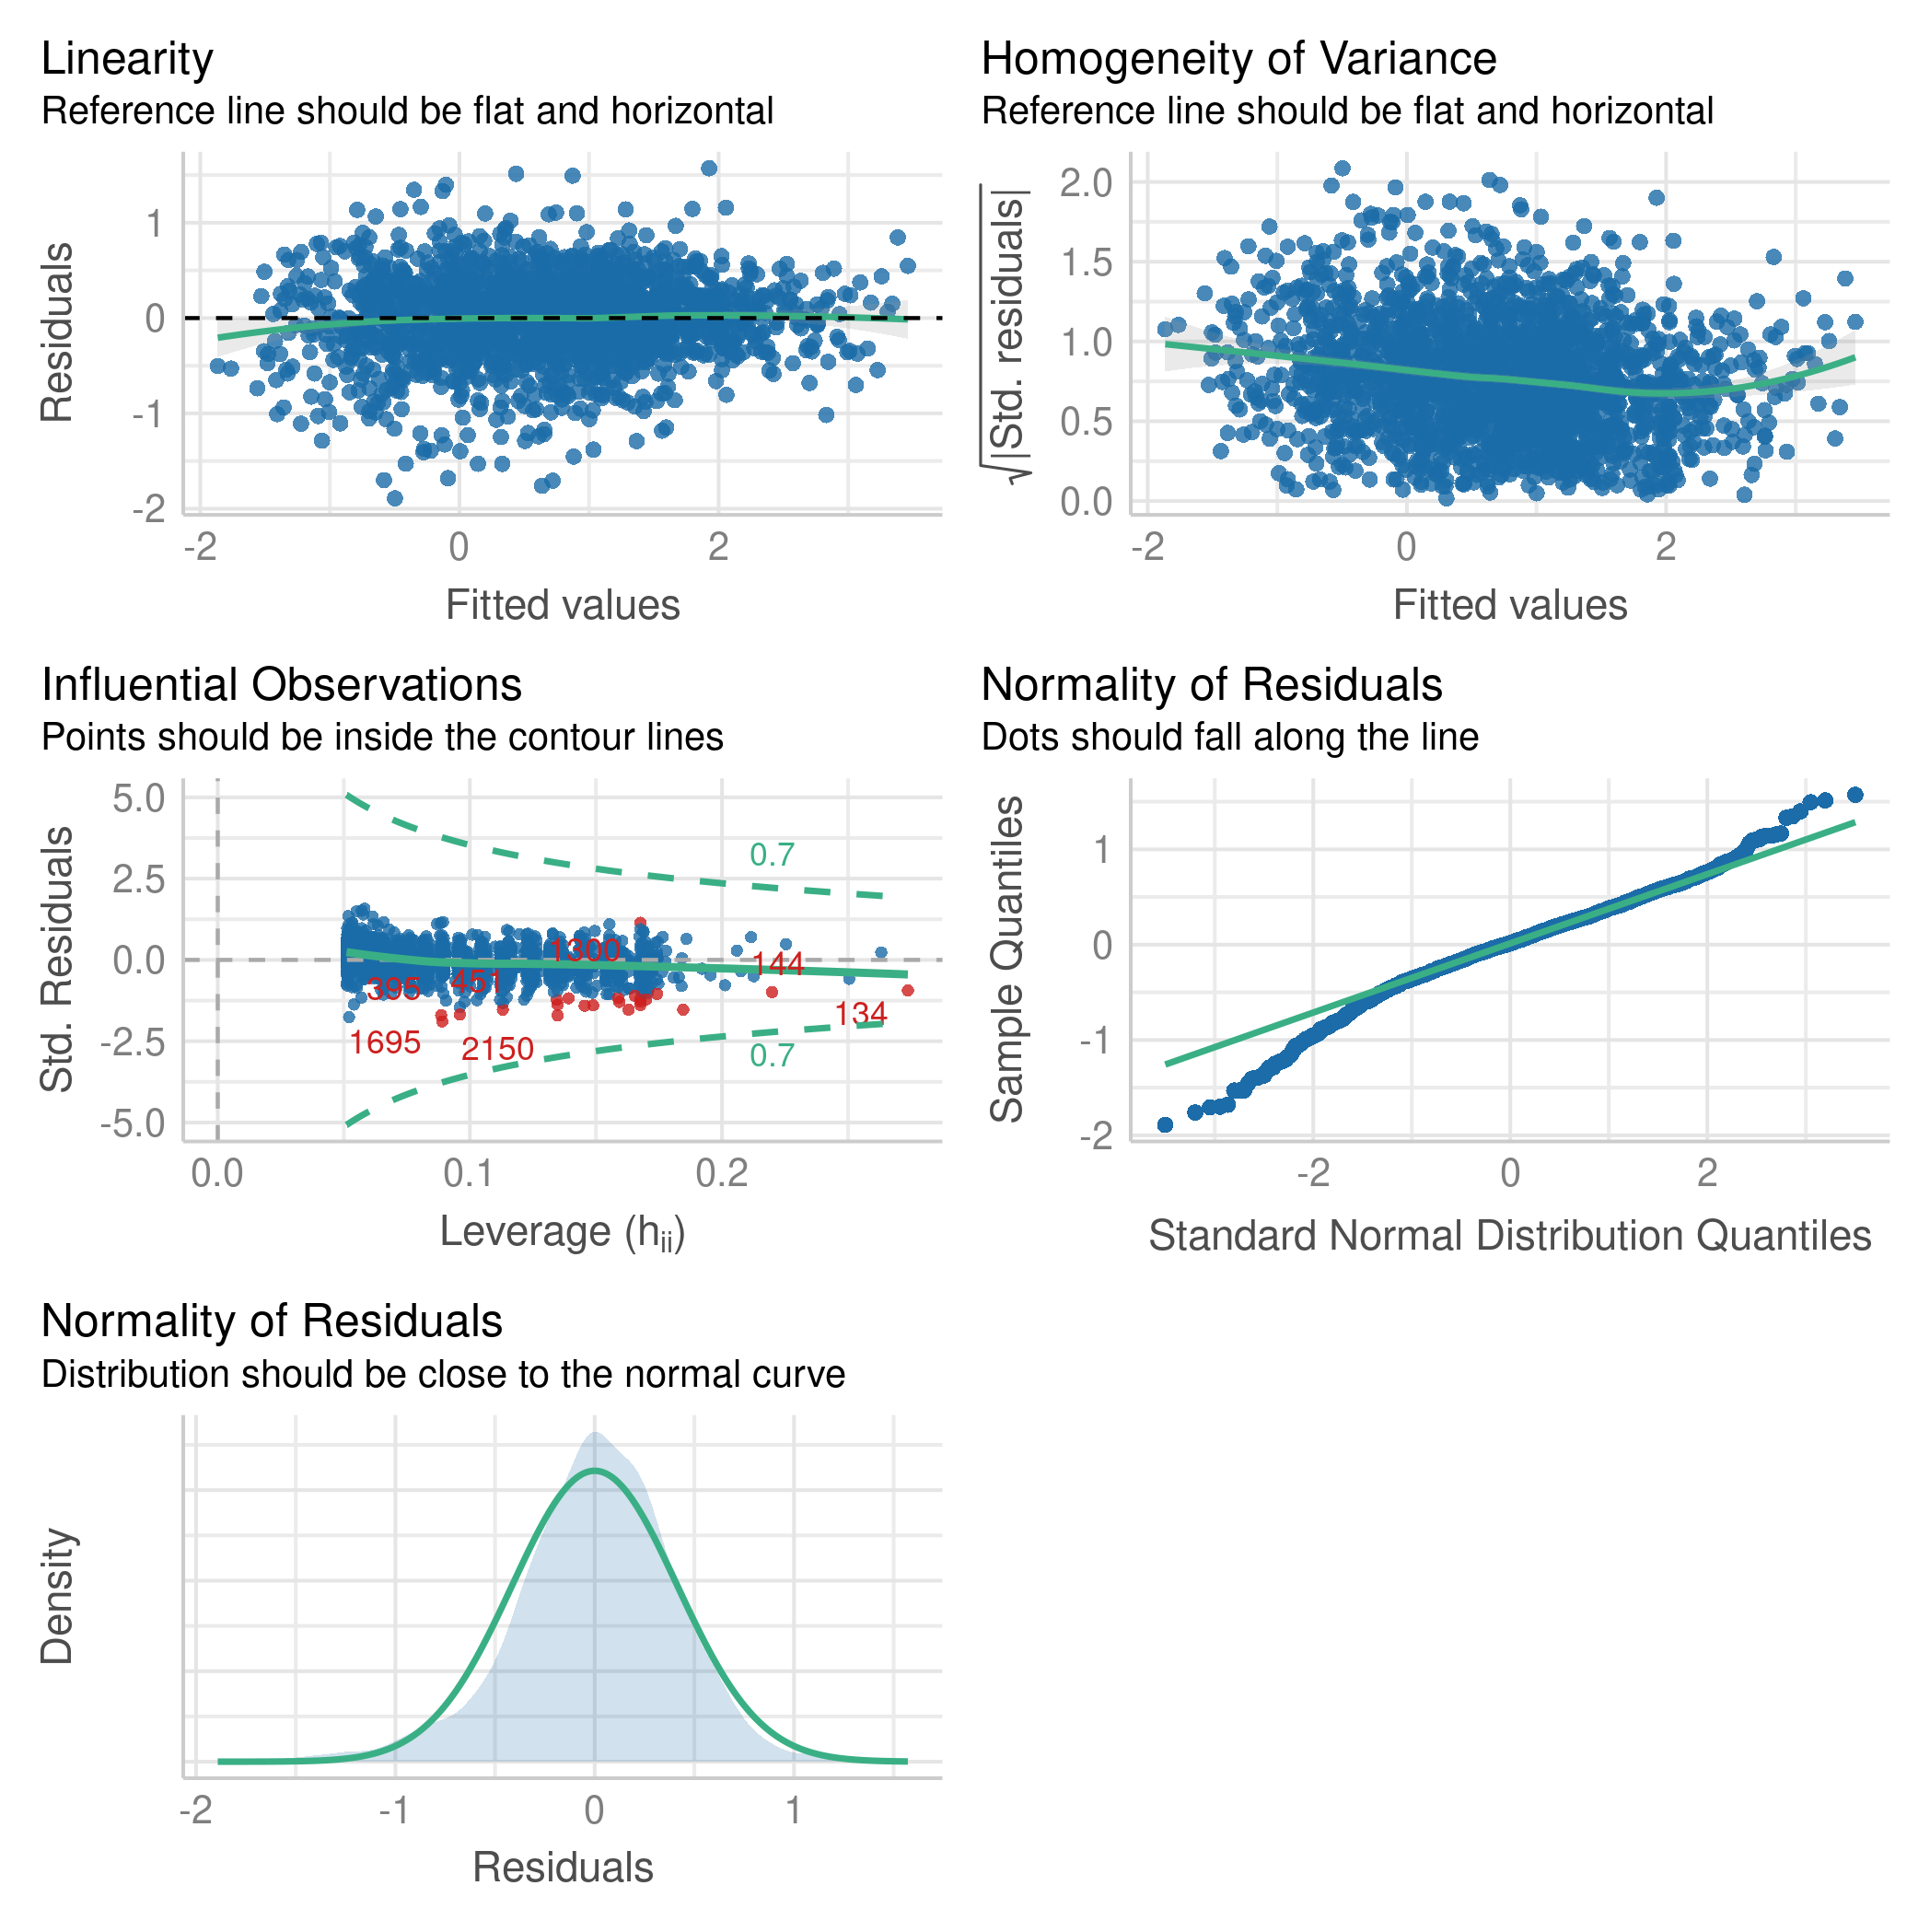 Linearity
Reference line should be flat and horizontal
Residuals
1
0
-1
-2
-2 0 2
Fitted values
Homogeneity of Variance
Reference line should be flat and horizontal
√|Std. residuals|
2.0
1.5
1.0
0.5
0.0
-2 0 2
Fitted values
Influential Observations
Points should be inside the contour lines
Std. Residuals
5.0
2.5
0.0
-2.5
-5.0
0.7
1300
144
395
451
134
1695
2150
0.7
0.0 0.1 0.2
Leverage (hii)
Normality of Residuals
Dots should fall along the line
Sample Quantiles
1
0
-1
-2
-2 0 2
Standard Normal Distribution Quantiles
Normality of Residuals
Distribution should be close to the normal curve
Density
-2 -1 0 1
Residuals